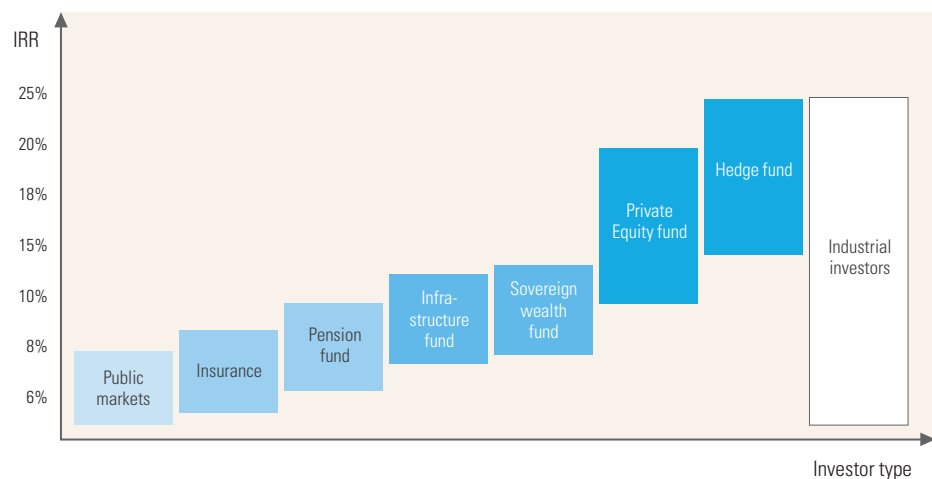 IRR
25%
20%
18%
15%
10%
8%
6%
Public
markets
Insurance
Pension
fund
Infra-
structure
fund
Sovereign
wealth
fund
Private
Equity fund
Hedge fund
Industrial
investors
Investor type